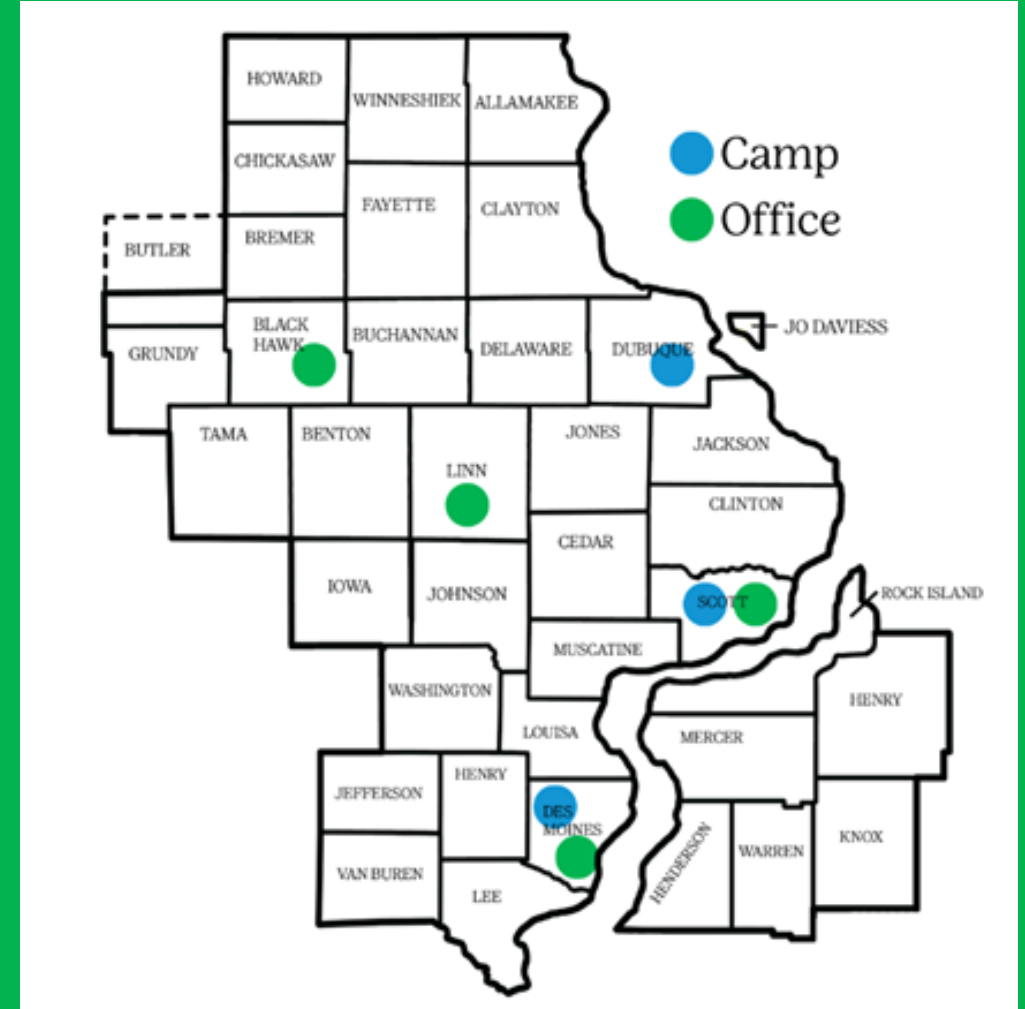 HOWARD
WINNESHIEK
ALLAMAKEE
Camp
CHICKASAW
FAYETTE
CLAYTON
Office
BREMER
BUTLER
BLACK
HAWK
BUCHANNAN
DELAWARE
DUBUQUE
JO DAVIESS
GRUNDY
TAMA
BENTON
LINN
JONES
JACKSON
CLINTON
CEDAR
IOWA
JOHNSON
SCOTT
ROCK ISLAND
MUSCATINE
WASHINGTON
LOUISA
MERCER
HENRY
JEFFERSON
HENRY
DES
MOINES
HENDERSON
WARREN
KNOX
VAN BUREN
LEE